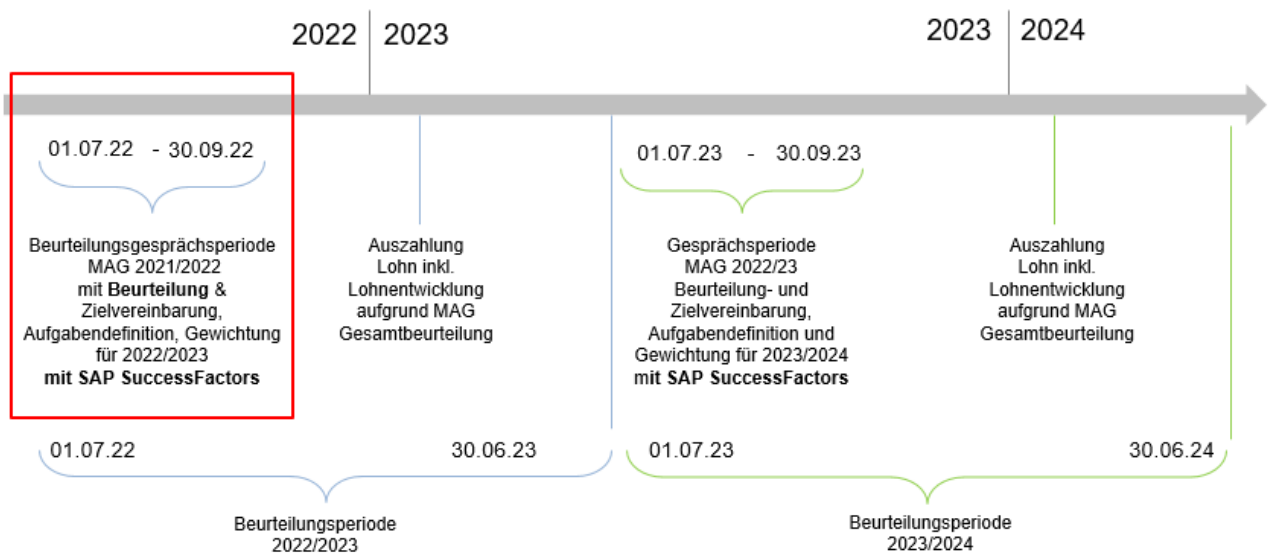 2022 2023
2023 2024
01.07.22 - 30.09.22
Beurteilungsgesprächsperiode
MAG 2021/2022
mit Beurteilung &
Zielvereinbarung,
Aufgabendefinition, Gewichtung
für 2022/2023
mit SAP SuccessFactors
Auszahlung
Lohn inkl.
Lohnentwicklung
aufgrund MAG
Gesamtbeurteilung
01.07.23 - 30.09.23
Gesprächsperiode
MAG 2022/23
Beurteilung- und
Zielvereinbarung,
Aufgabendefinition und
Gewichtung für 2023/2024
mit SAP SuccessFactors
Auszahlung
Lohn inkl.
Lohnentwicklung
aufgrund MAG
Gesamtbeurteilung
01.07.22 30.06.23
Beurteilungsperiode
2022/2023
01.07.23 30.06.24
Beurteilungsperiode
2023/2024